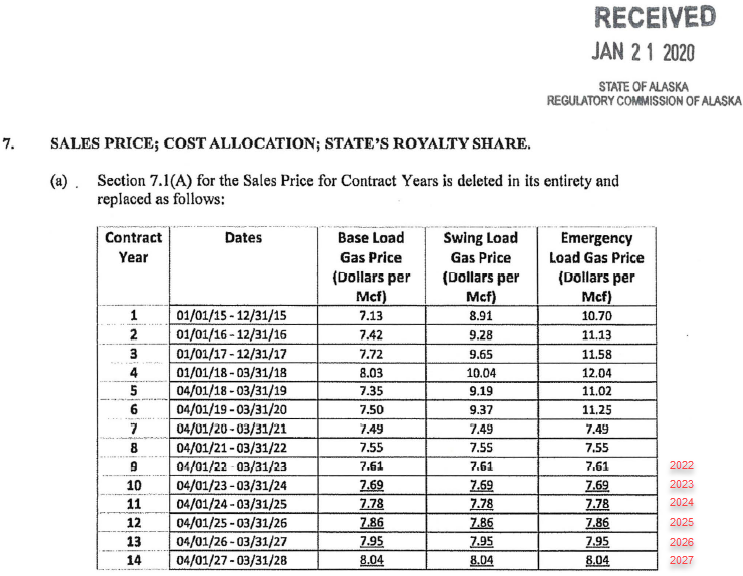 RECEIVED
JAN 21 2020
STATE OF ALASKA
REGULATORY COMMISSION OF ALASKA
7. SALES PRICE; COST ALLOCATION; STATE'S ROYALTY SHARE.
(a) Section 7.1(A) for the Sales Price for Contract Years is deleted in its entirety and
replaced as follows:
Contract Dates Base Load Swing Load Emergency
Year Gas Price Gas Price Load Gas Price
(Dollars per (Dollars per (Dollars per
Mcf) Mcf) Mcf)
1 01/01/15 - 12/31/15 7.13 8.91 10.70
2 01/01/16 - 12/31/16 7.42 9.28 11.13
3 01/01/17 - 12/31/17 7.72 9.65 11.58
4 01/01/18 - 03/31/18 8.03 10.04 12.04
5 04/01/18 - 03/31/19 7.35 9.19 11.02
6 04/01/19 - 03/31/20 7.50 9.37 11.25
7 04/01/20 - 03/31/21 7.49 7.49 7.49
8 04/01/21 - 03/31/22 7.55 7.55 7.55
9 04/01/22 - 03/31/23 7.61 7.61 7.61 2022
10 04/01/23 - 03/31/24 7.69 7.69 7.69 2023
11 04/01/24 - 03/31/25 7.78 7.78 7.78 2024
12 04/01/25 - 03/31/26 7.86 7.86 7.86 2025
13 04/01/26 - 03/31/27 7.95 7.95 7.95 2026
14 04/01/27 - 03/31/28 8.04 8.04 8.04 2027